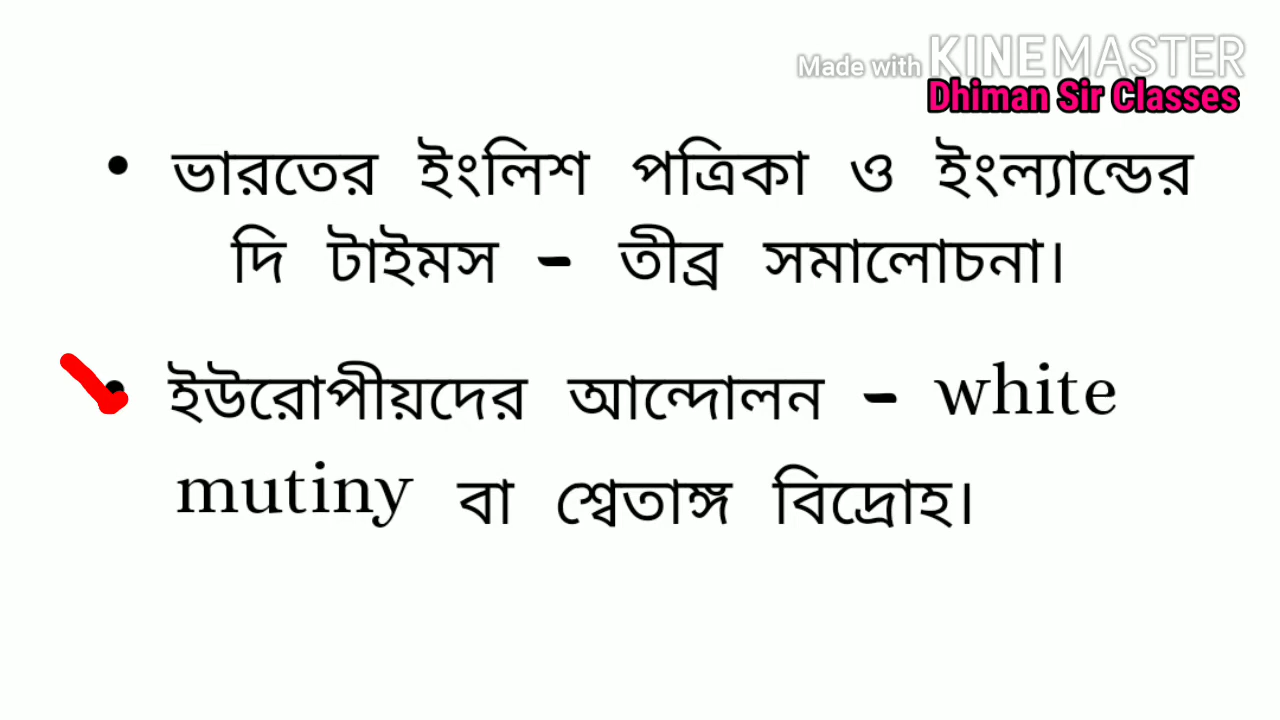 Made with KINEMASTER
Dhiman Sir Classes
• ভারতের ইংলিশ পত্রিকা ও ইংল্যান্ডের
দি টাইমস - তীব্র সমালোচনা।
• ইউরোপীয়দের আন্দোলন - white
mutiny বা শ্বেতাঙ্গ বিদ্রোহ।